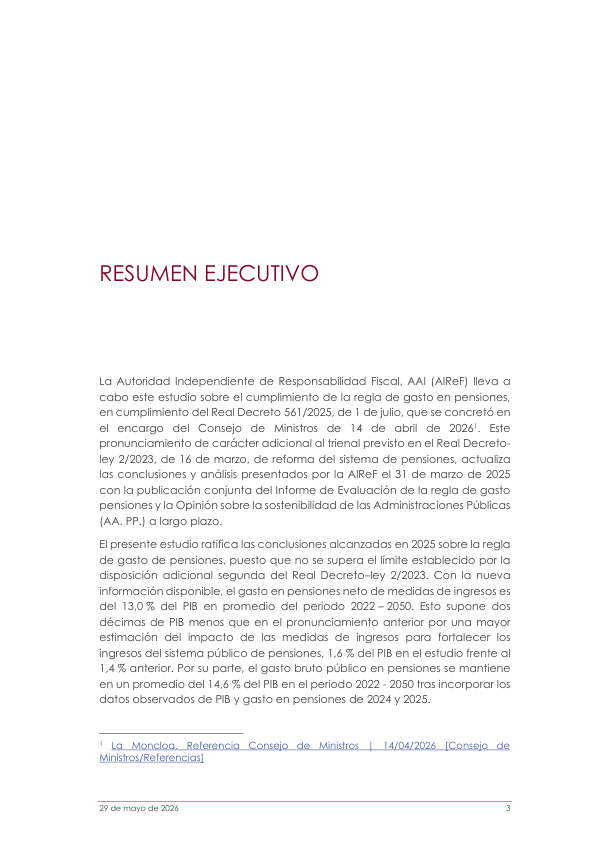 RESUMEN EJECUTIVO
La Autoridad Independiente de Responsabilidad Fiscal, AAI (AIReF) lleva a
cabo este estudio sobre el cumplimiento de la regla de gasto en pensiones,
en cumplimiento del Real Decreto 561/2025, de 1 de julio, que se concretó en
el encargo del Consejo de Ministros de 14 de abril de 2026¹. Este
pronunciamiento de carácter adicional al trienal previsto en el Real Decreto-
ley 2/2023, de 16 de marzo, de reforma del sistema de pensiones, actualiza
las conclusiones y análisis presentados por la AIReF el 31 de marzo de 2025
con la publicación conjunta del Informe de Evaluación de la regla de gasto
pensiones y la Opinión sobre la sostenibilidad de las Administraciones Públicas
(AA. PP.) a largo plazo.
El presente estudio ratifica las conclusiones alcanzadas en 2025 sobre la regla
de gasto de pensiones, puesto que no se supera el límite establecido por la
disposición adicional segunda del Real Decreto–ley 2/2023. Con la nueva
información disponible, el gasto en pensiones neto de medidas de ingresos es
del 13,0 % del PIB en promedio del periodo 2022 – 2050. Esto supone dos
décimas de PIB menos que en el pronunciamiento anterior por una mayor
estimación del impacto de las medidas de ingresos para fortalecer los
ingresos del sistema público de pensiones, 1,6 % del PIB en el estudio frente al
1,4 % anterior. Por su parte, el gasto bruto público en pensiones se mantiene
en un promedio del 14,6 % del PIB en el periodo 2022 - 2050 tras incorporar los
datos observados de PIB y gasto en pensiones de 2024 y 2025.
¹ La Moncloa. Referencia Consejo de Ministros | 14/04/2026 [Consejo de
Ministros/Referencias]
29 de mayo de 2026 3